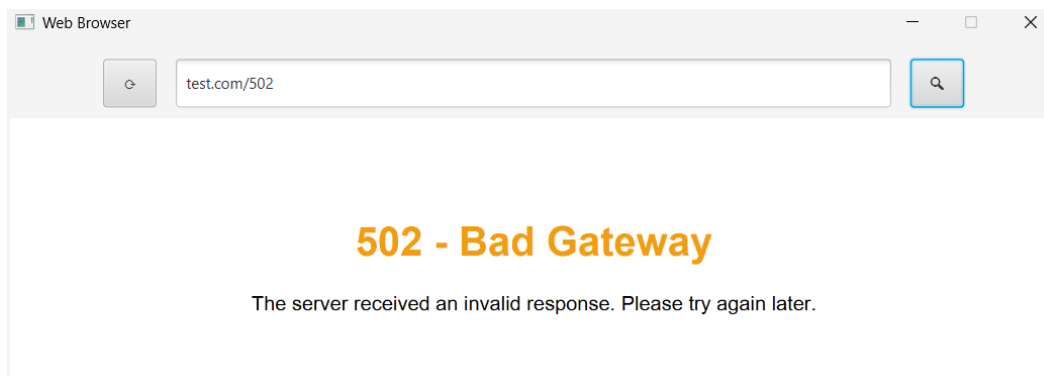 Web Browser
test.com/502
502 - Bad Gateway
The server received an invalid response. Please try again later.